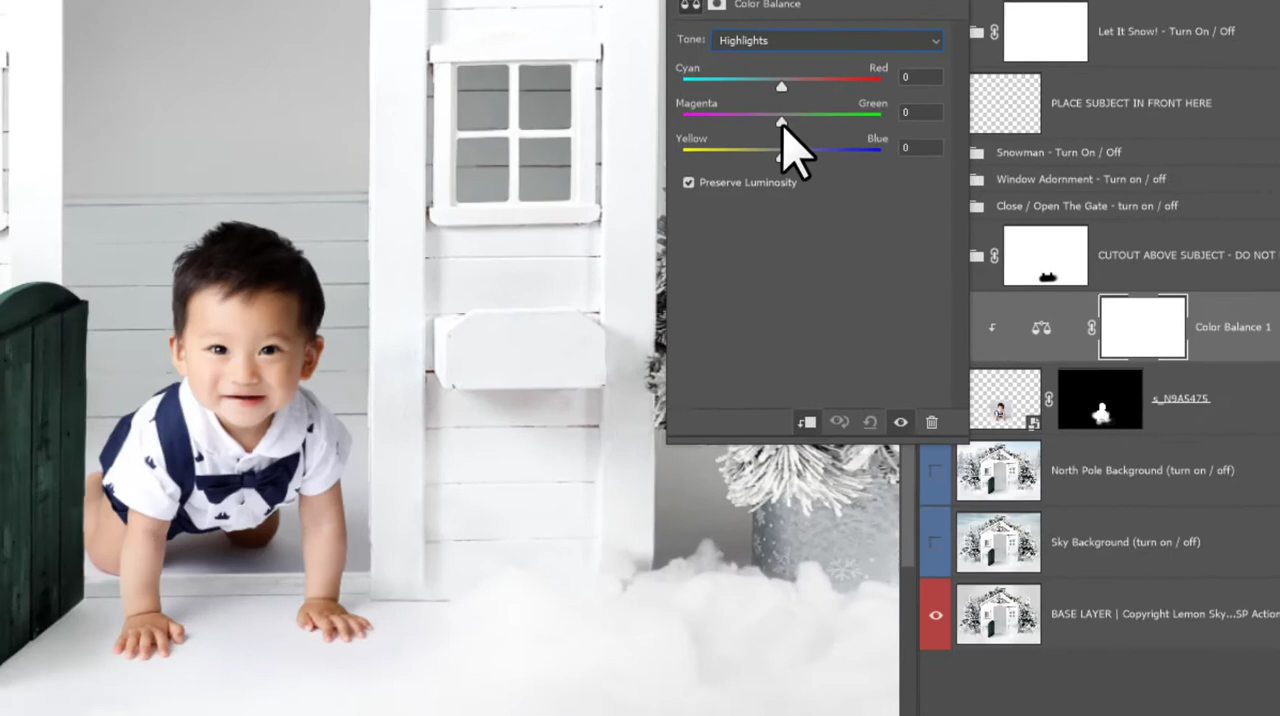 Color Balance
Tone: Highlights
Cyan Red 0
Magenta Green 0
Yellow Blue 0
Preserve Luminosity
Let It Snow! - Turn On / Off
PLACE SUBJECT IN FRONT HERE
Snowman - Turn On / Off
Window Adornment - Turn on / off
Close / Open The Gate - turn on / off
CUTOUT ABOVE SUBJECT - DO NOT
Color Balance 1
s_N9A5475
North Pole Background (turn on / off)
Sky Background (turn on / off)
BASE LAYER | Copyright Lemon Sky...SP Action